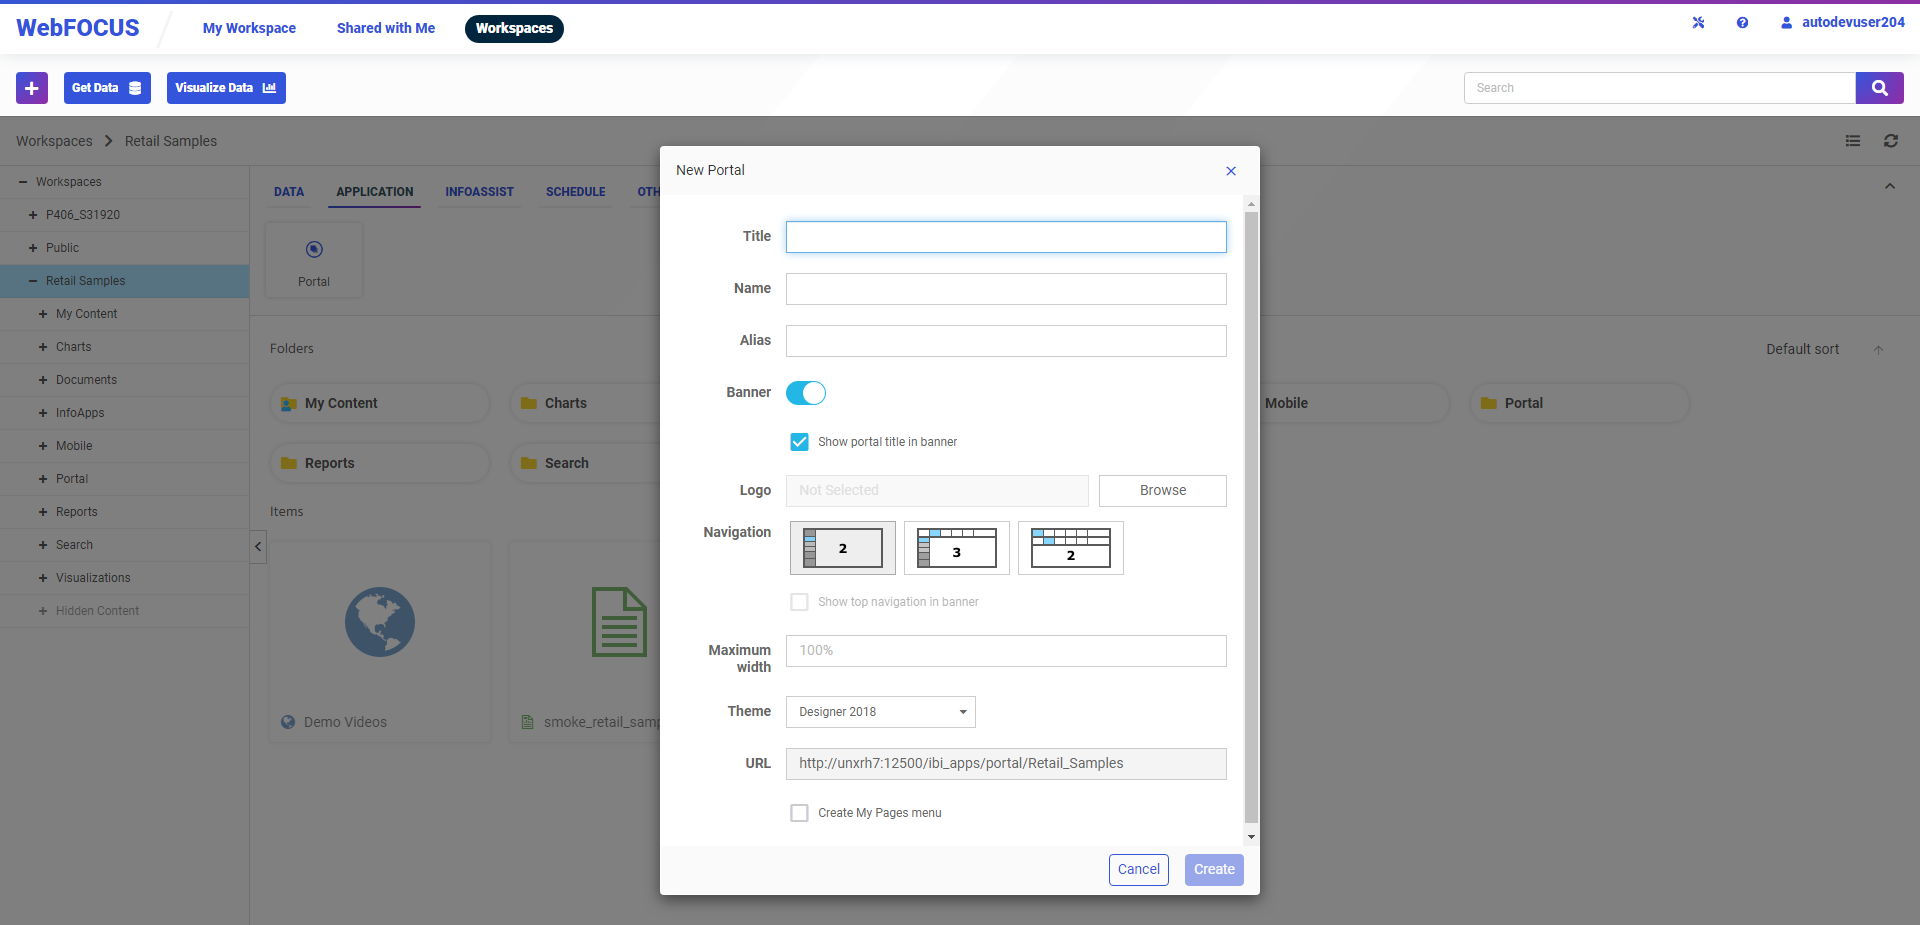 WebFOCUS
My Workspace
Shared with Me
Workspaces
autodevuser204
+
Get Data
Visualize Data
Search
Workspaces
Retail Samples
Workspaces
P406_S31920
Public
Retail Samples
My Content
Charts
Documents
InfoApps
Mobile
Portal
Reports
Search
Visualizations
Hidden Content
DATA
APPLICATION
INFOASSIST
SCHEDULE
OTH
Portal
Folders
Default sort
My Content
Charts
Mobile
Portal
Reports
Search
Items
Demo Videos
smoke_retail_samp
New Portal
Title
Name
Alias
Banner
Show portal title in banner
Logo
Not Selected
Browse
Navigation
2
3
2
Show top navigation in banner
Maximum
width
100%
Theme
Designer 2018
URL
http://unxrh7:12500/ibi_apps/portal/Retail_Samples
Create My Pages menu
Cancel
Create